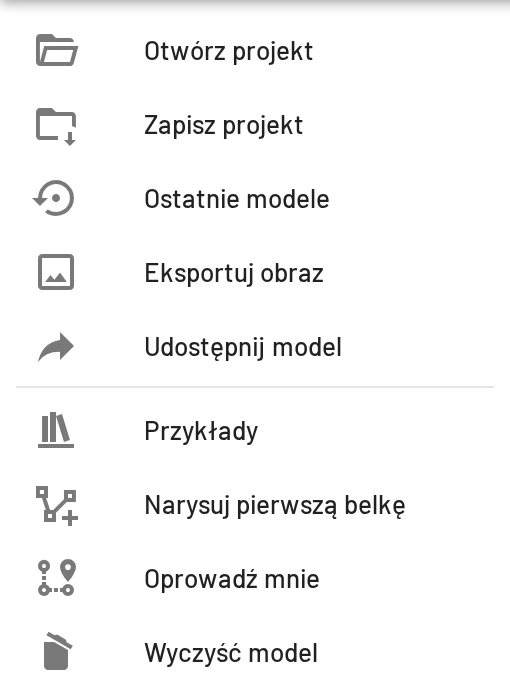 Otwórz projekt
Zapisz projekt
Ostatnie modele
Eksportuj obraz
Udostępnij model
Przykłady
Narysuj pierwszą belkę
Oprowadź mnie
Wyczyść model